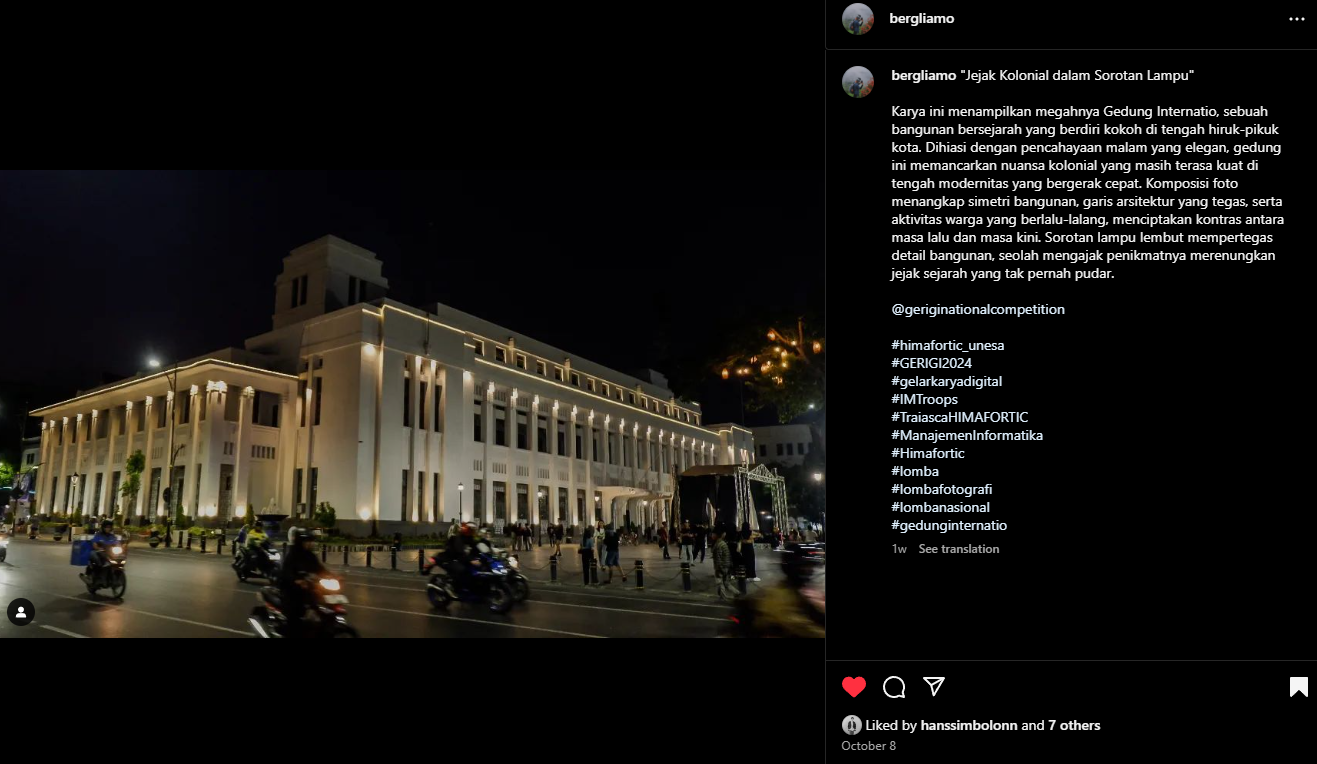 bergliamo
bergliamo "Jejak Kolonial dalam Sorotan Lampu"
Karya ini menampilkan megahnya Gedung Internatio, sebuah
bangunan bersejarah yang berdiri kokoh di tengah hiruk-pikuk
kota. Dihiasi dengan pencahayaan malam yang elegan, gedung
ini memancarkan nuansa kolonial yang masih terasa kuat di
tengah modernitas yang bergerak cepat. Komposisi foto
menangkap simetri bangunan, garis arsitektur yang tegas, serta
aktivitas warga yang berlalu-lalang, menciptakan kontras antara
masa lalu dan masa kini. Sorotan lampu lembut mempertegas
detail bangunan, seolah mengajak penikmatnya merenungkan
jejak sejarah yang tak pernah pudar.
@geriginationalcompetition
#himafortic_unesa
#GERIGI2024
#gelarkaryadigital
#IMTroops
#TraiascaHIMAFORTIC
#ManajemenInformatika
#Himafortic
#lomba
#lombafotografi
#lombanasional
#gedunginternatio
1w See translation
Liked by hanssimbolonn and 7 others
October 8